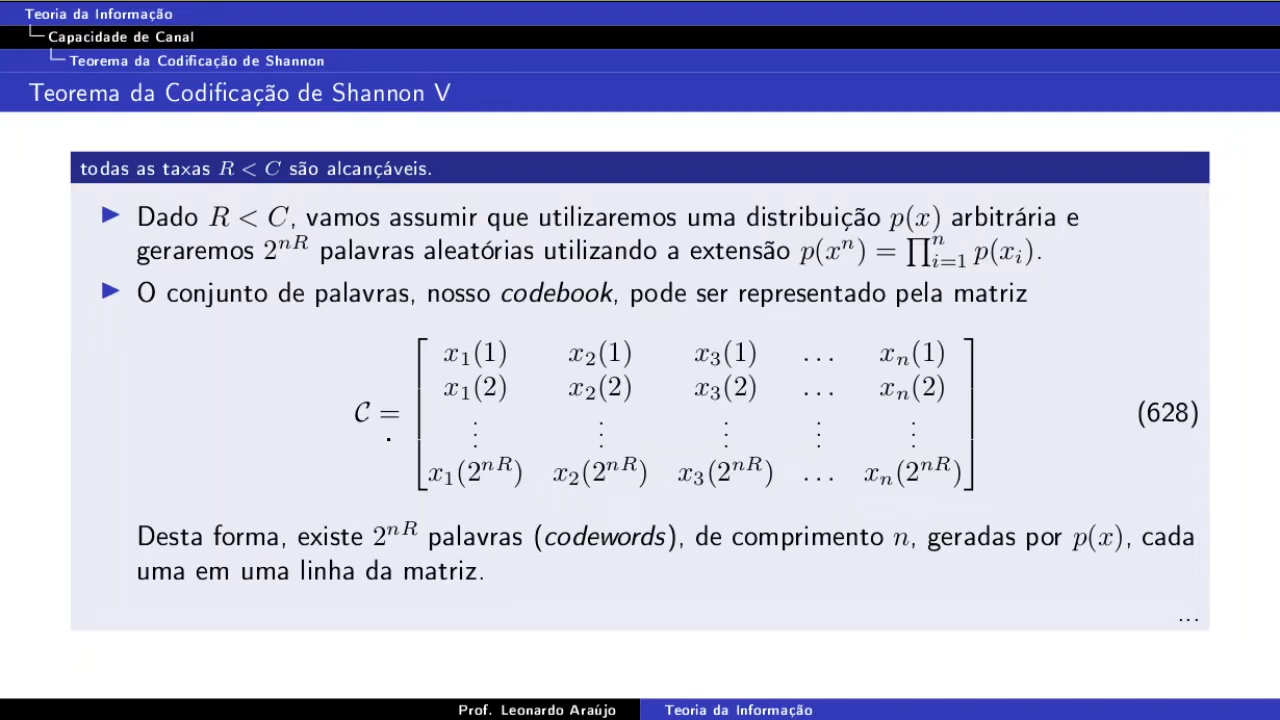 Teoria da Informação
Capacidade de Canal
Teorema da Codificação de Shannon
Teorema da Codificação de Shannon V
todas as taxas R < C são alcançáveis.
Dado R < C, vamos assumir que utilizaremos uma distribuição p(x) arbitrária e
geraremos 2^{nR} palavras aleatórias utilizando a extensão p(x^n) = ∏_{i=1}^{n} p(x_i).
O conjunto de palavras, nosso codebook, pode ser representado pela matriz
x_1(1) x_2(1) x_3(1) ... x_n(1)
x_1(2) x_2(2) x_3(2) ... x_n(2)
C = ⋮ ⋮ ⋮ ⋮ ⋮ (628)
x_1(2^{nR}) x_2(2^{nR}) x_3(2^{nR}) ... x_n(2^{nR})
Desta forma, existe 2^{nR} palavras (codewords), de comprimento n, geradas por p(x), cada
uma em uma linha da matriz.
...
Prof. Leonardo Araújo Teoria da Informação